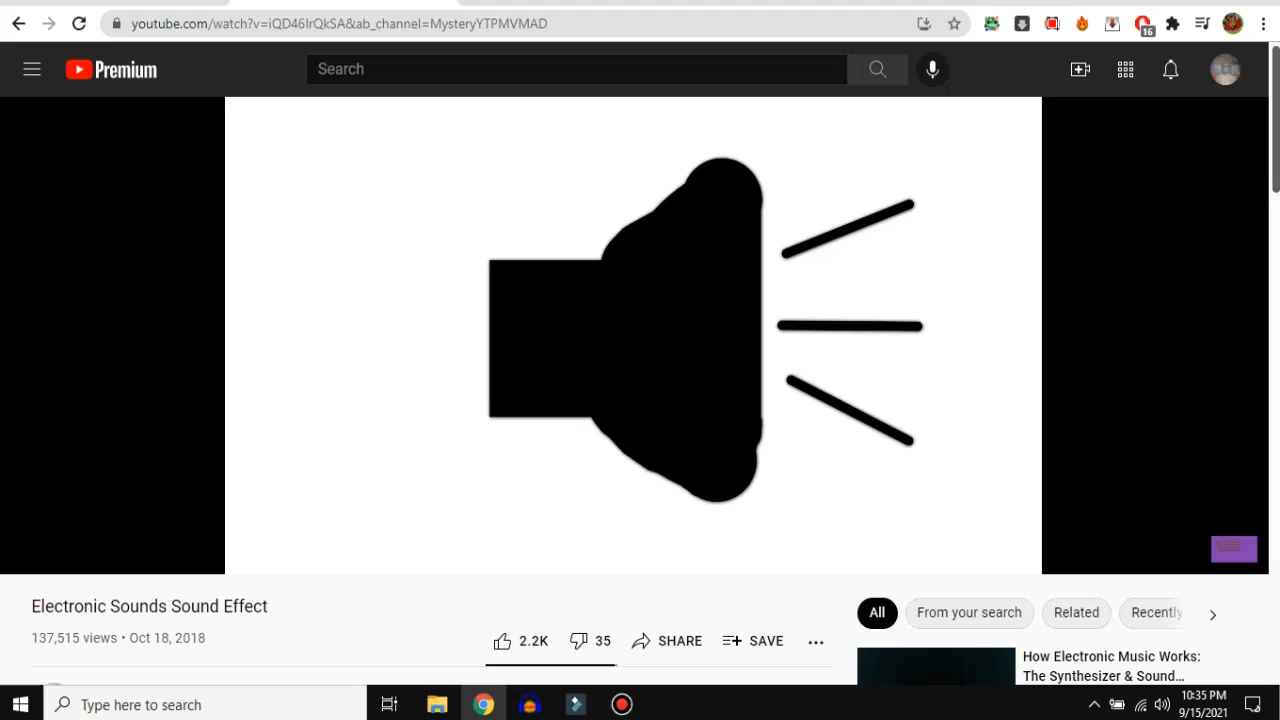 youtube.com/watch?v=iQD46IrQkSA&ab_channel=MysteryYTPMVMAD
16
Premium
Search
Electronic Sounds Sound Effect
137,515 views • Oct 18, 2018
2.2K
35
SHARE
SAVE
All
From your search
Related
Recently
How Electronic Music Works:
The Synthesizer & Sound...
Type here to search
10:35 PM
9/15/2021